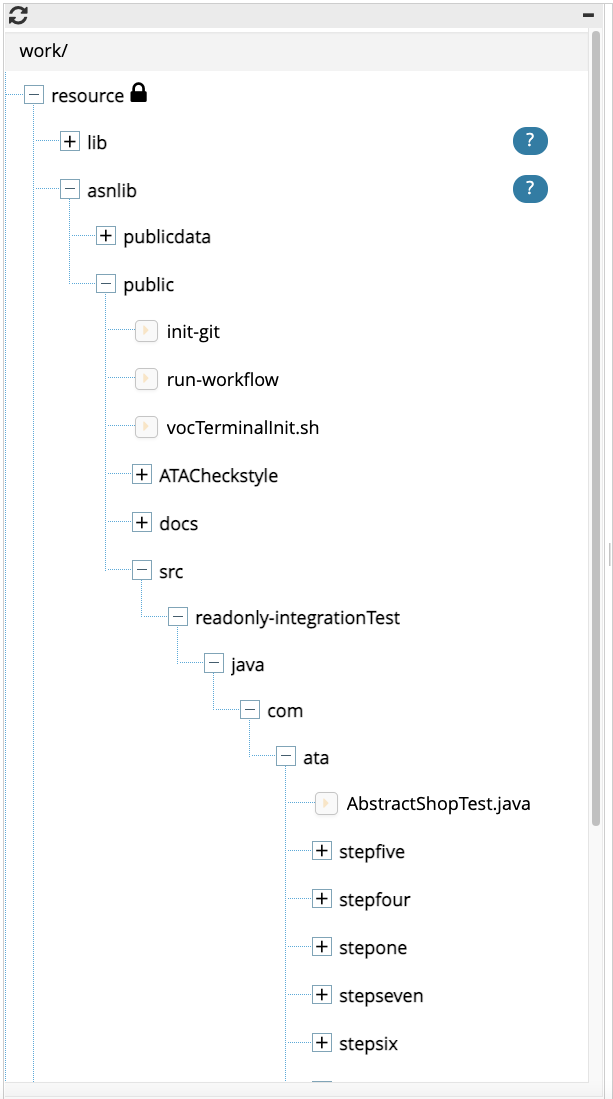 work/
resource
lib ?
asnlib ?
publicdata
public
init-git
run-workflow
vocTerminalInit.sh
ATACheckstyle
docs
src
readonly-integrationTest
java
com
ata
AbstractShopTest.java
stepfive
stepfour
stepone
stepseven
stepsix